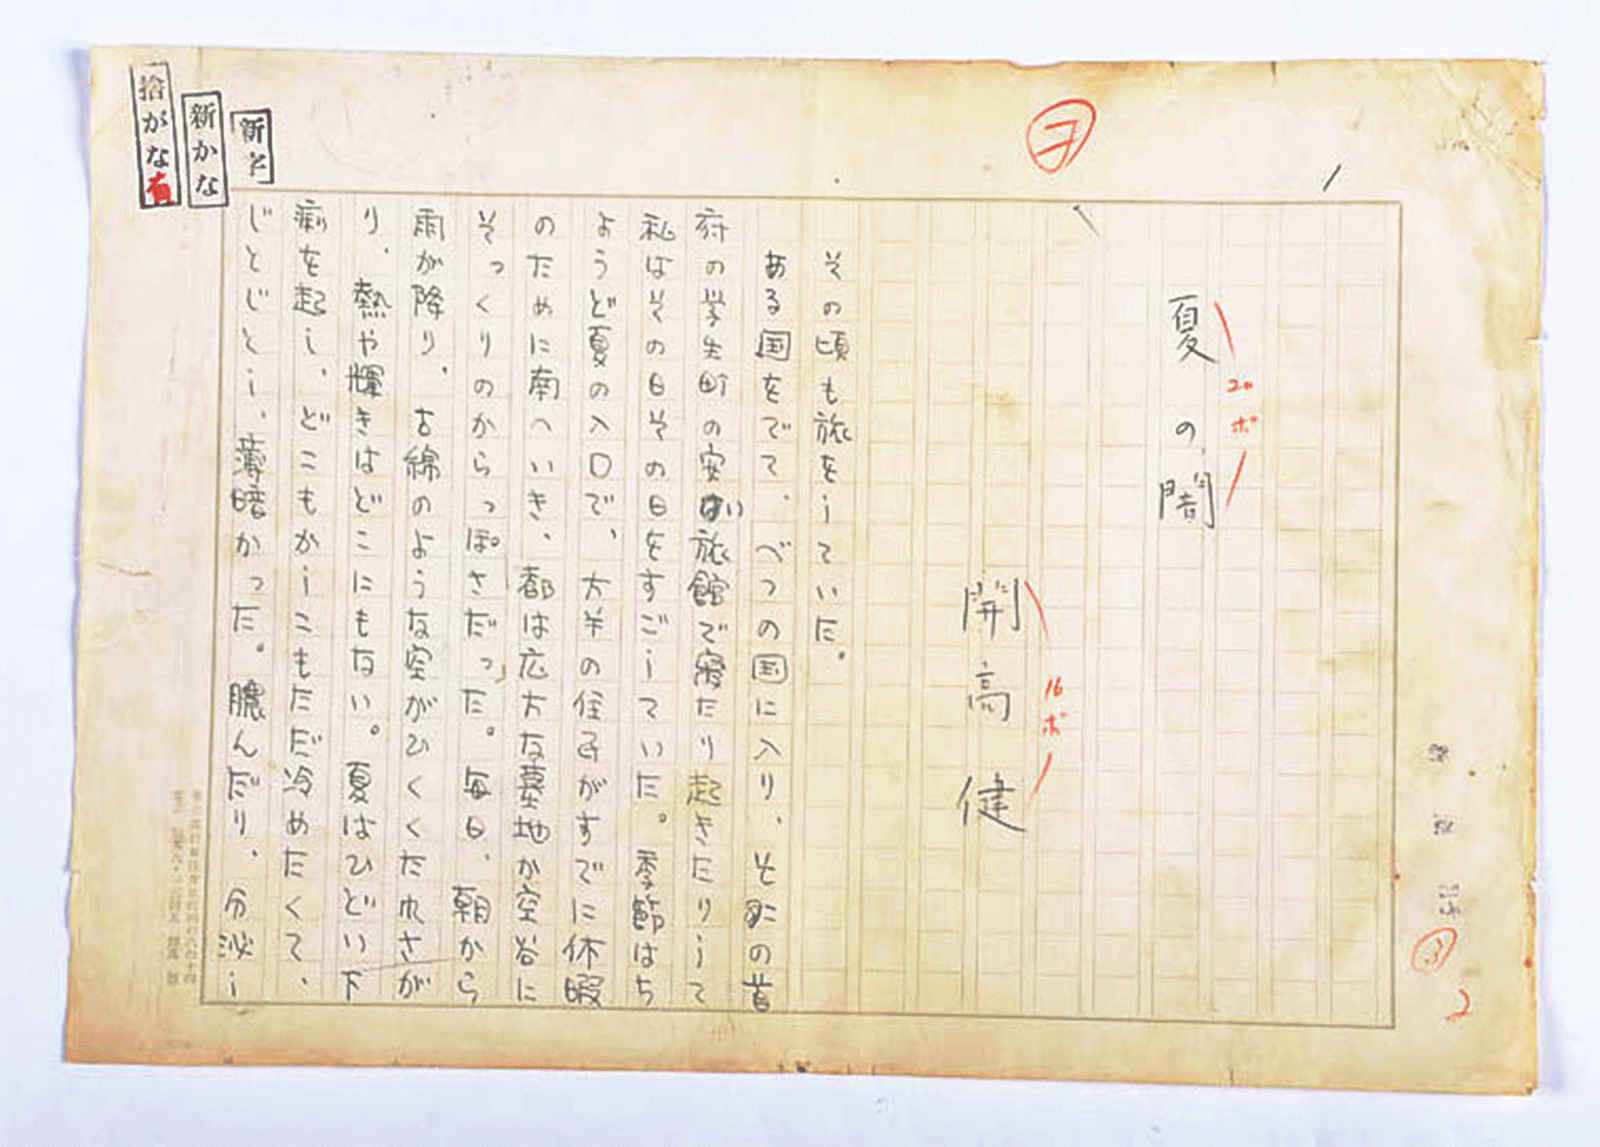 1
夏の闇
20ポ
開高健
16ポ
その頃も旅をしていた。
ある国をでて、べつの国に入り、その首
府の学生町の安い旅館で寝たり起きたりして
私はその日その日をすごしていた。季節はち
ょうど夏の入口で、大半の住民がすでに休暇
のために南へいき、都は広大な墓地か空谷に
そっくりのからっぽさだった。毎日、朝から
雨が降り、古綿のような空がひくくたれさが
り、熱や輝きはどこにもない。夏はひどい下
痢を起し、どこもかしこもただ冷めたくて、
じとじとし、薄暗かった。膿んだり、分泌し
新字
新かな
捨がな有
3
2